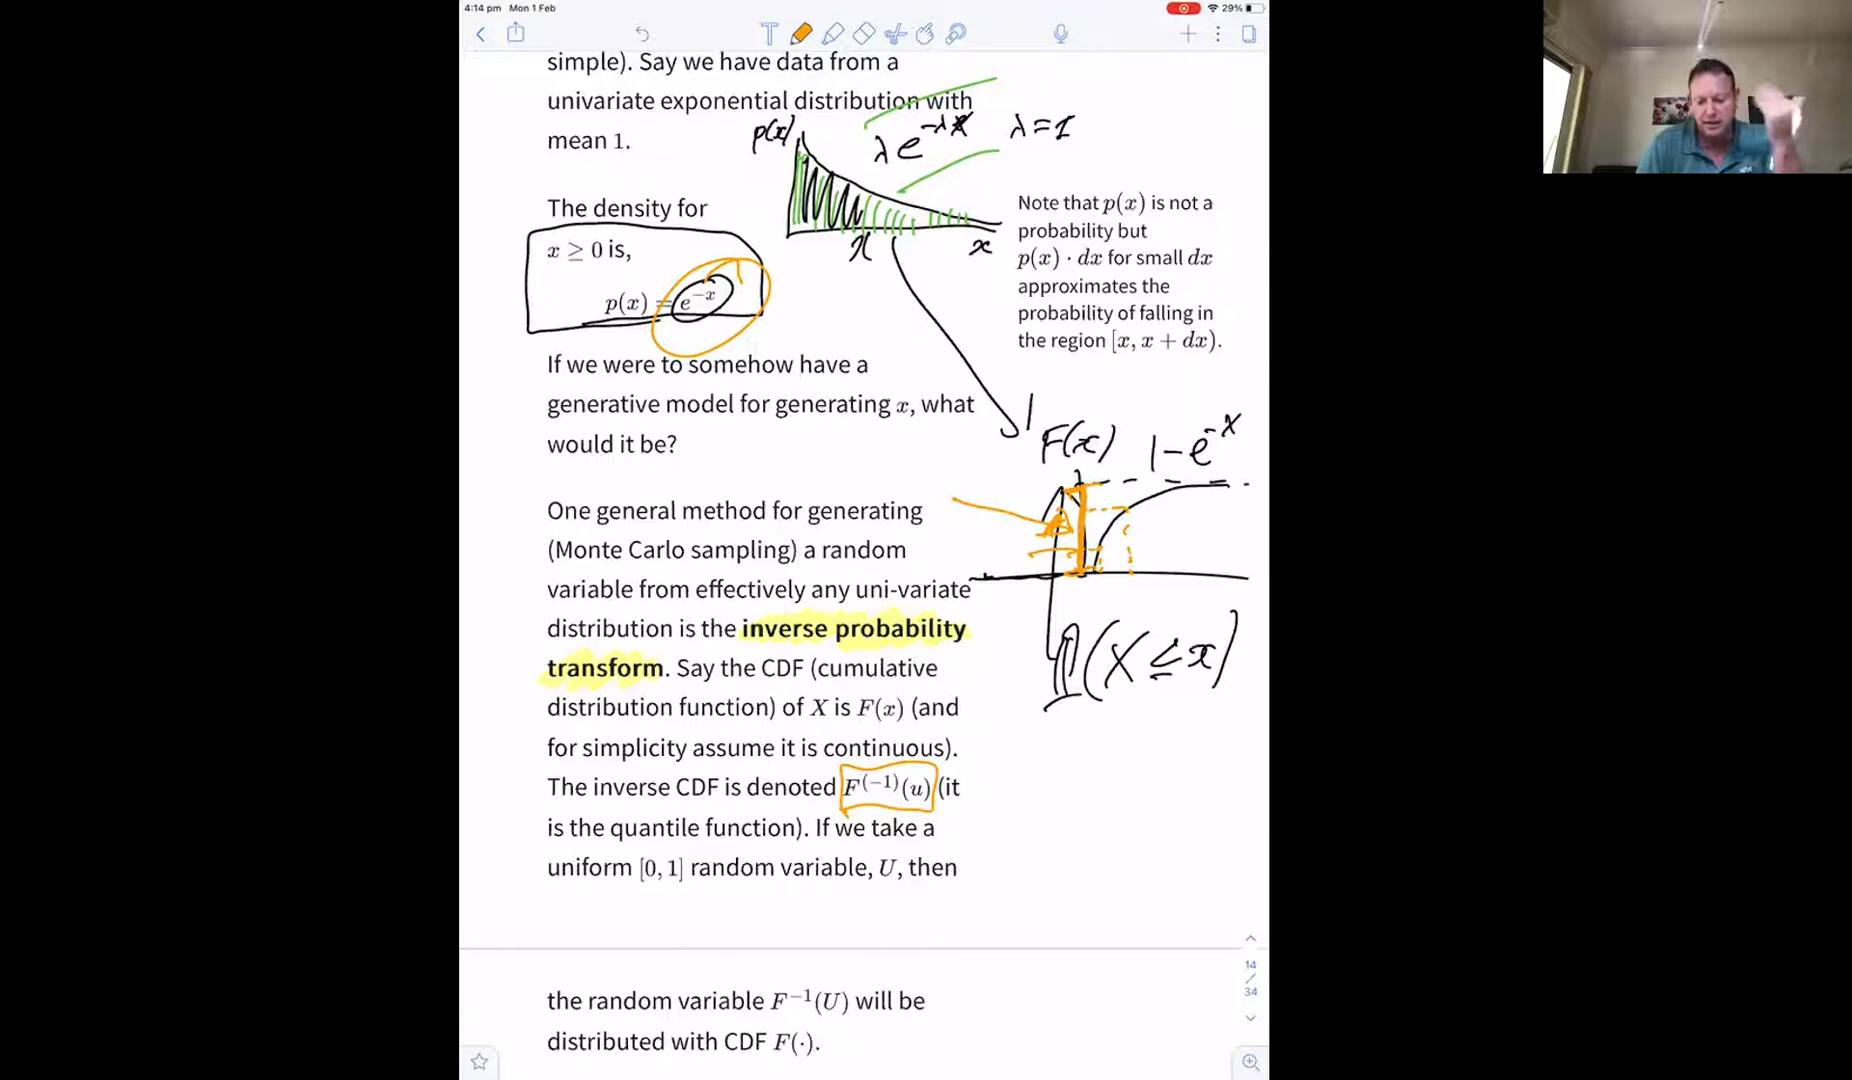 4:14 pm Mon 1 Feb
29%
simple). Say we have data from a
univariate exponential distribution with
mean 1.
p(x)
λ e^{-λx}
λ = 1
x
x
The density for
x ≥ 0 is,
p(x) = e^{-x}
Note that p(x) is not a
probability but
p(x) · dx for small dx
approximates the
probability of falling in
the region [x, x + dx).
If we were to somehow have a
generative model for generating x, what
would it be?
F(x)
1 - e^{-x}
One general method for generating
(Monte Carlo sampling) a random
variable from effectively any uni-variate
distribution is the inverse probability
transform. Say the CDF (cumulative
distribution function) of X is F(x) (and
for simplicity assume it is continuous).
The inverse CDF is denoted F^{(-1)}(u) (it
is the quantile function). If we take a
uniform [0, 1] random variable, U, then
ℙ(X ≤ x)
14
/
34
the random variable F^{-1}(U) will be
distributed with CDF F(·).